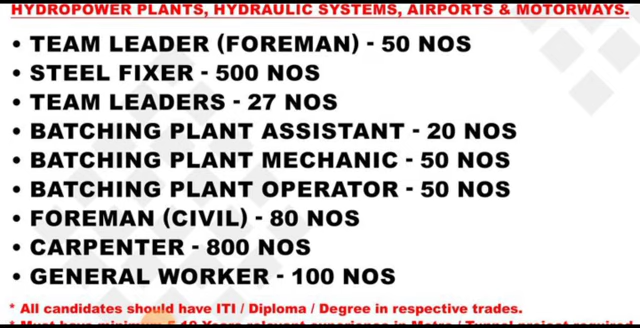 HYDROPOWER PLANTS, HYDRAULIC SYSTEMS, AIRPORTS & MOTORWAYS.
• TEAM LEADER (FOREMAN) - 50 NOS
• STEEL FIXER - 500 NOS
• TEAM LEADERS - 27 NOS
• BATCHING PLANT ASSISTANT - 20 NOS
• BATCHING PLANT MECHANIC - 50 NOS
• BATCHING PLANT OPERATOR - 50 NOS
• FOREMAN (CIVIL) - 80 NOS
• CARPENTER - 800 NOS
• GENERAL WORKER - 100 NOS
* All candidates should have ITI / Diploma / Degree in respective trades.